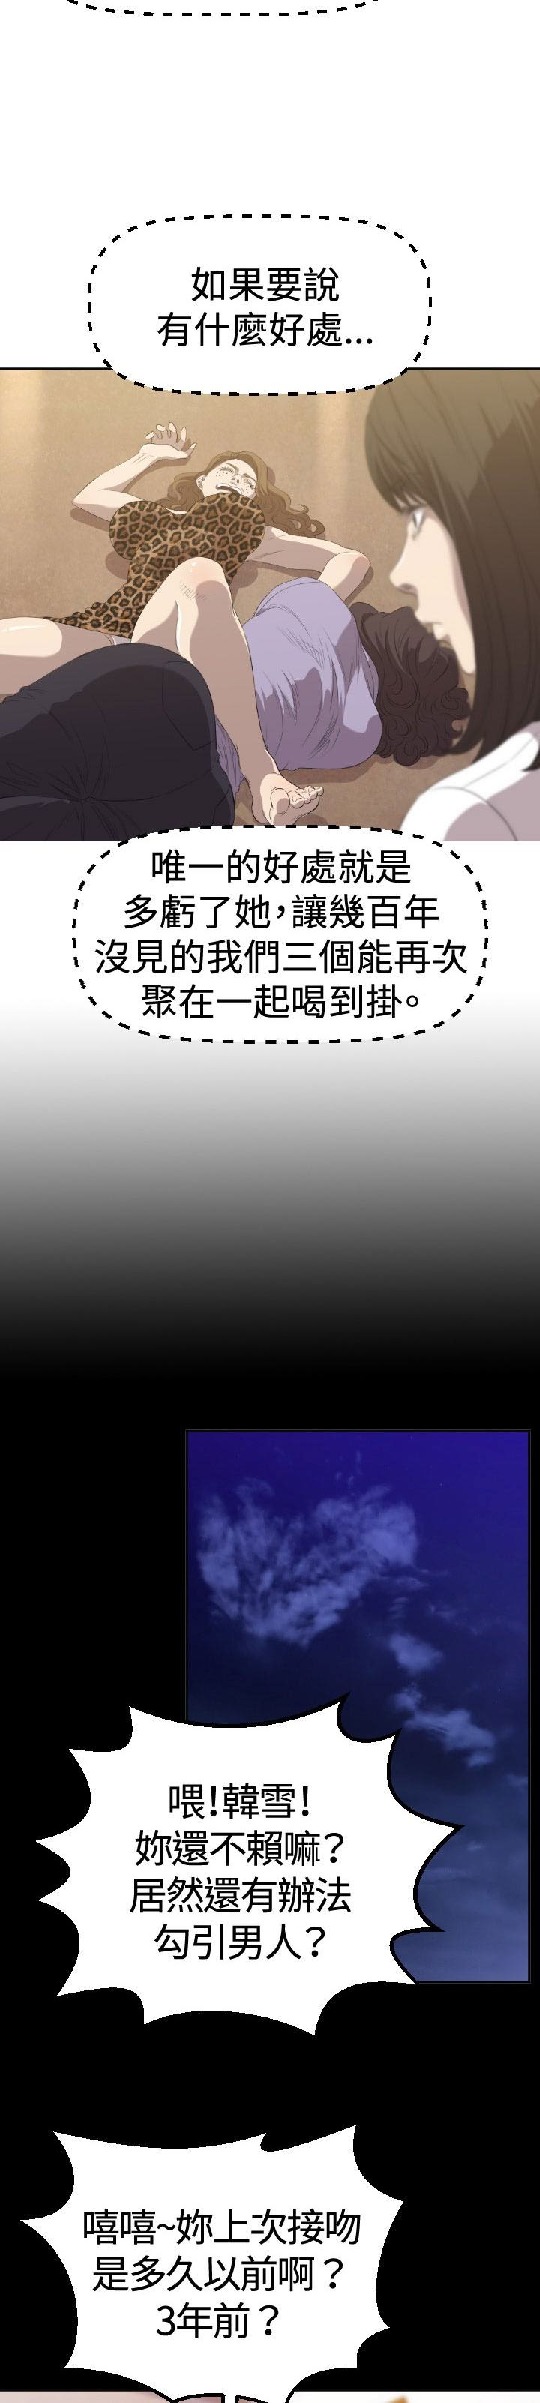 如果要說
有什麼好處...
唯一的好處就是
多虧了她，讓幾百年
沒見的我們三個能再次
聚在一起喝到掛。
喂！韓雪！
妳還不賴嘛？
居然還有辦法
勾引男人？
嘻嘻~妳上次接吻
是多久以前啊？
3年前？